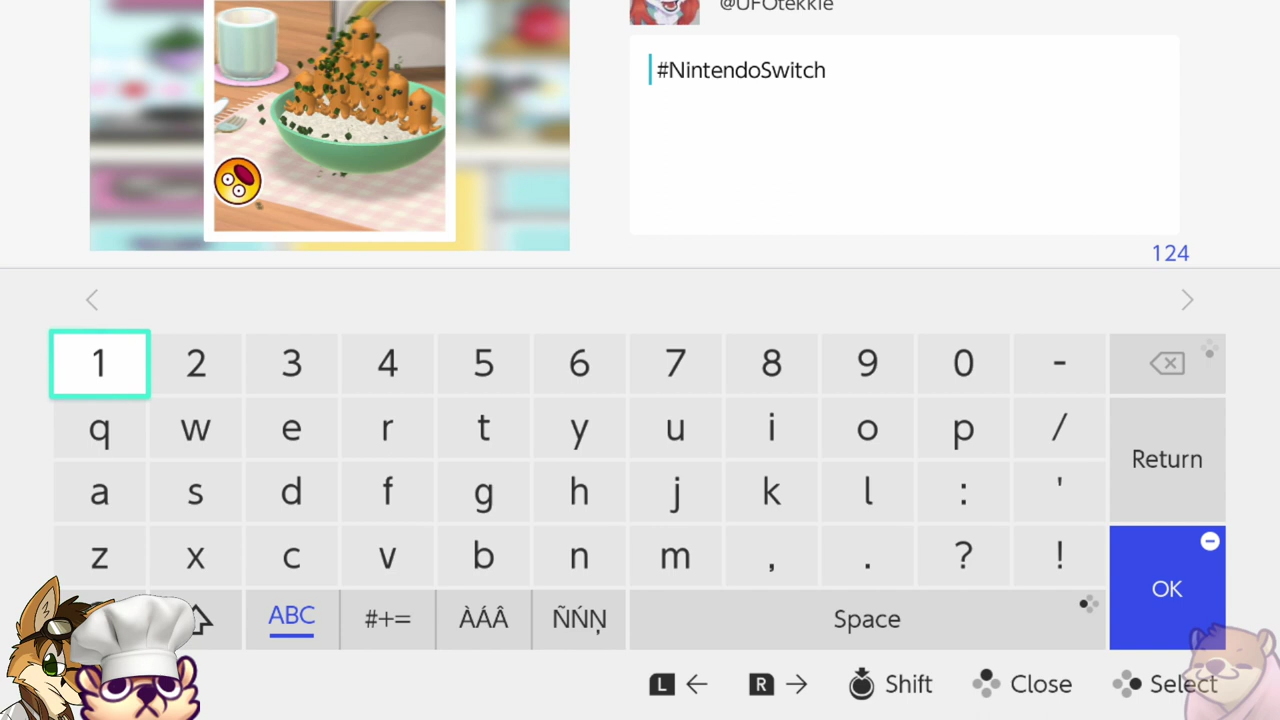 @UFOtekkie
#NintendoSwitch
124
1 2 3 4 5 6 7 8 9 0 -
q w e r t y u i o p /
Return
a s d f g h j k l : '
z x c v b n m , . ? !
OK
ABC #+= ÀÁÂ ÑŃŅ Space
L ← R → Shift Close Select